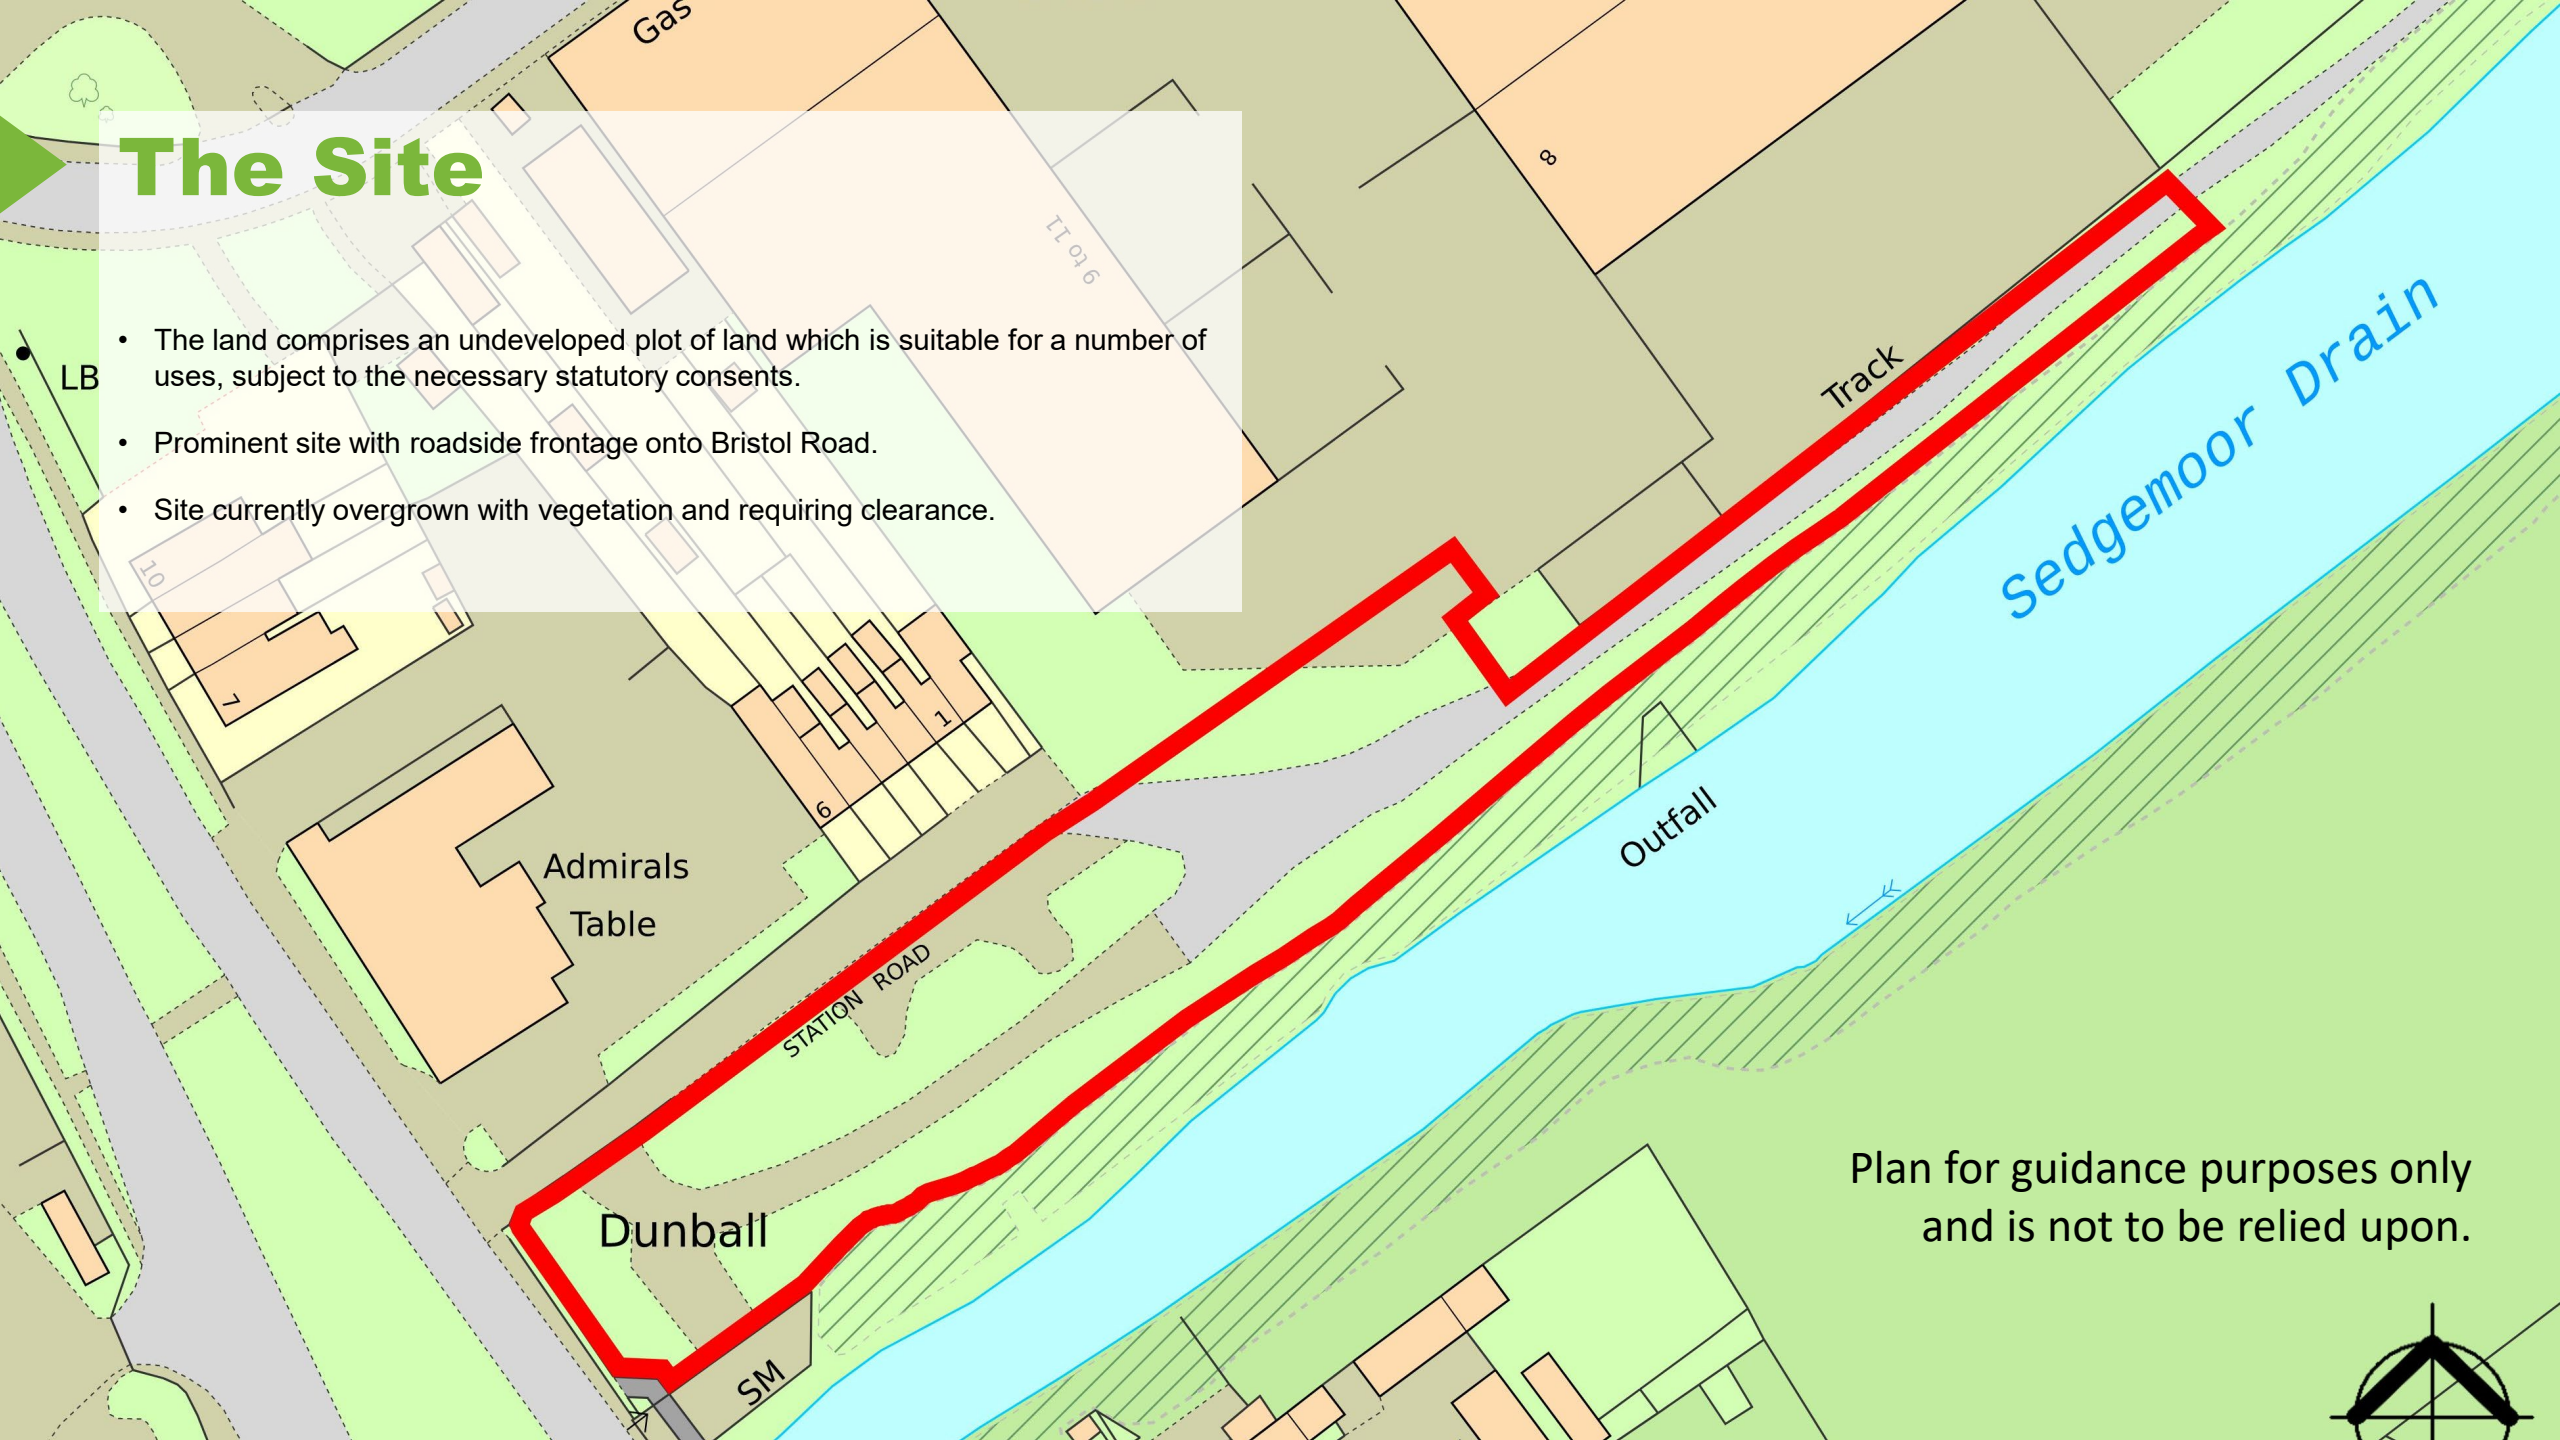 Gas
The Site
8
9 to 11
• The land comprises an undeveloped plot of land which is suitable for a number of
uses, subject to the necessary statutory consents.
LB
Track
• Prominent site with roadside frontage onto Bristol Road.
Sedgemoor Drain
• Site currently overgrown with vegetation and requiring clearance.
10
7
1
6
Outfall
Admirals
Table
STATION ROAD
Plan for guidance purposes only
and is not to be relied upon.
Dunball
SM